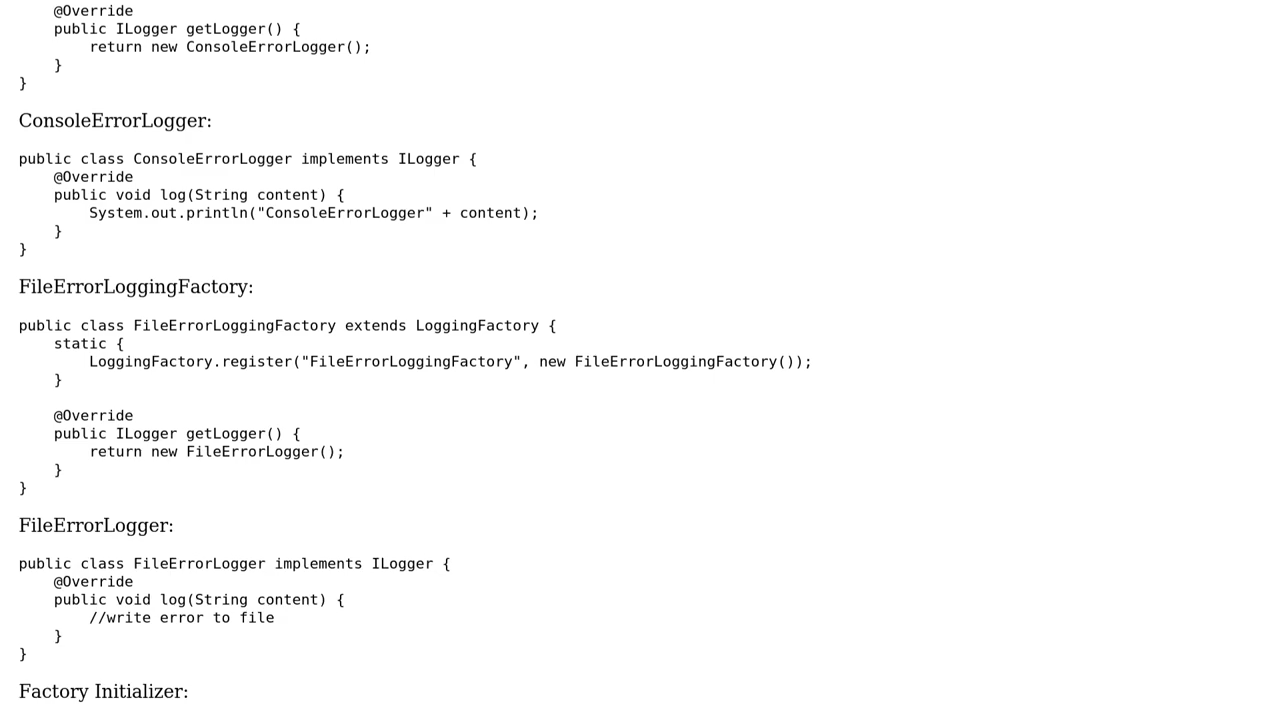 @Override
    public ILogger getLogger() {
        return new ConsoleErrorLogger();
    }
}
ConsoleErrorLogger:
public class ConsoleErrorLogger implements ILogger {
    @Override
    public void log(String content) {
        System.out.println("ConsoleErrorLogger" + content);
    }
}
FileErrorLoggingFactory:
public class FileErrorLoggingFactory extends LoggingFactory {
    static {
        LoggingFactory.register("FileErrorLoggingFactory", new FileErrorLoggingFactory());
    }
    @Override
    public ILogger getLogger() {
        return new FileErrorLogger();
    }
}
FileErrorLogger:
public class FileErrorLogger implements ILogger {
    @Override
    public void log(String content) {
        //write error to file
    }
}
Factory Initializer: